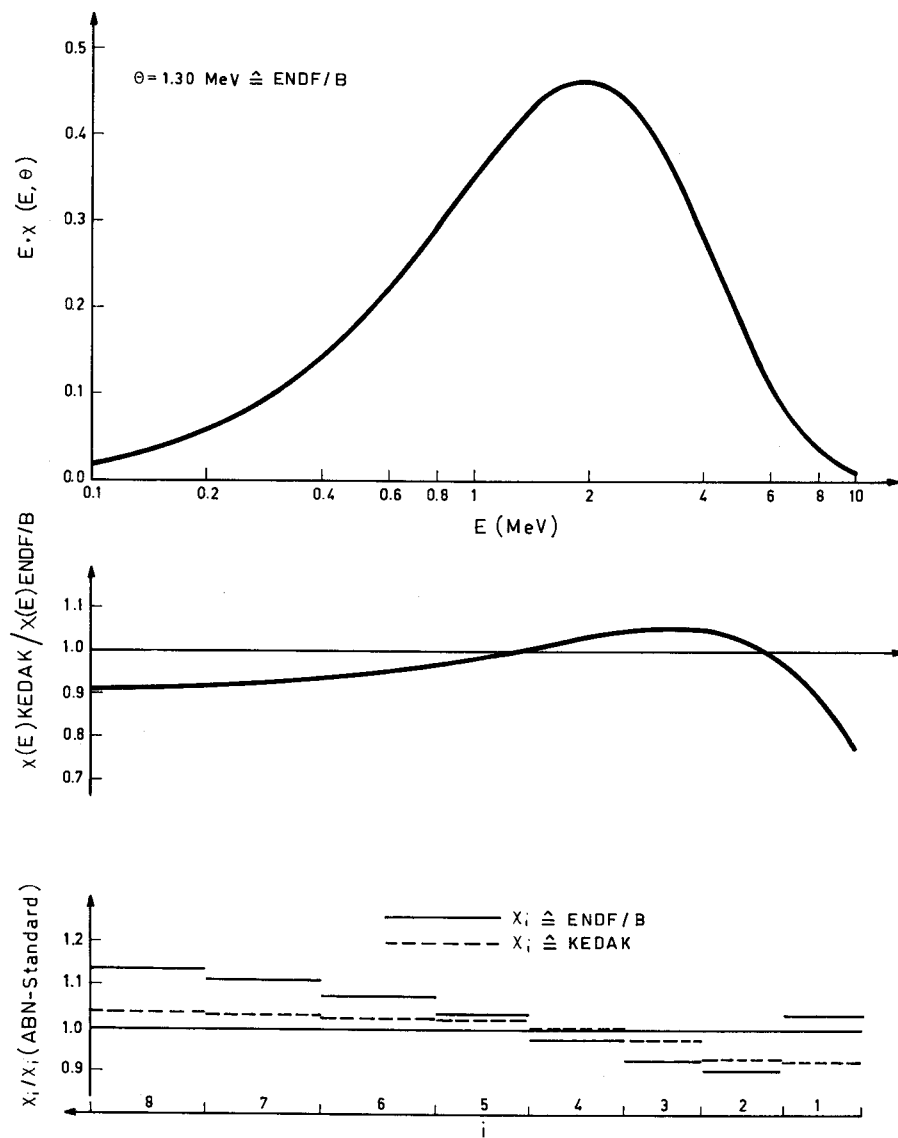 0.5
Θ = 1.30 MeV ≙ ENDF/B
0.4
0.3
E·χ (E, Θ)
0.2
0.1
0.0
0.1 0.2 0.4 0.6 0.8 1 2 4 6 8 10
E (MeV)
χ(E)KEDAK/χ(E)ENDF/B
1.1
1.0
0.9
0.8
0.7
χi/χi(ABN-Standard)
χi ≙ ENDF/B
χi ≙ KEDAK
1.2
1.1
1.0
0.9
8 7 6 5 4 3 2 1
i